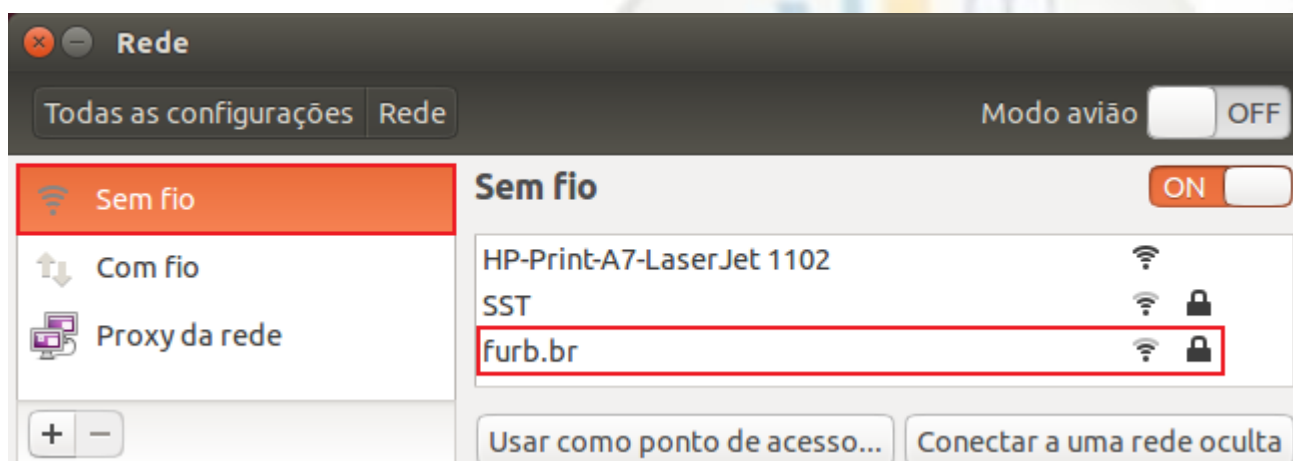 Rede
Todas as configurações Rede
Modo avião OFF
Sem fio
Com fio
Proxy da rede
+ −
Sem fio ON
HP-Print-A7-LaserJet 1102
SST
furb.br
Usar como ponto de acesso... Conectar a uma rede oculta